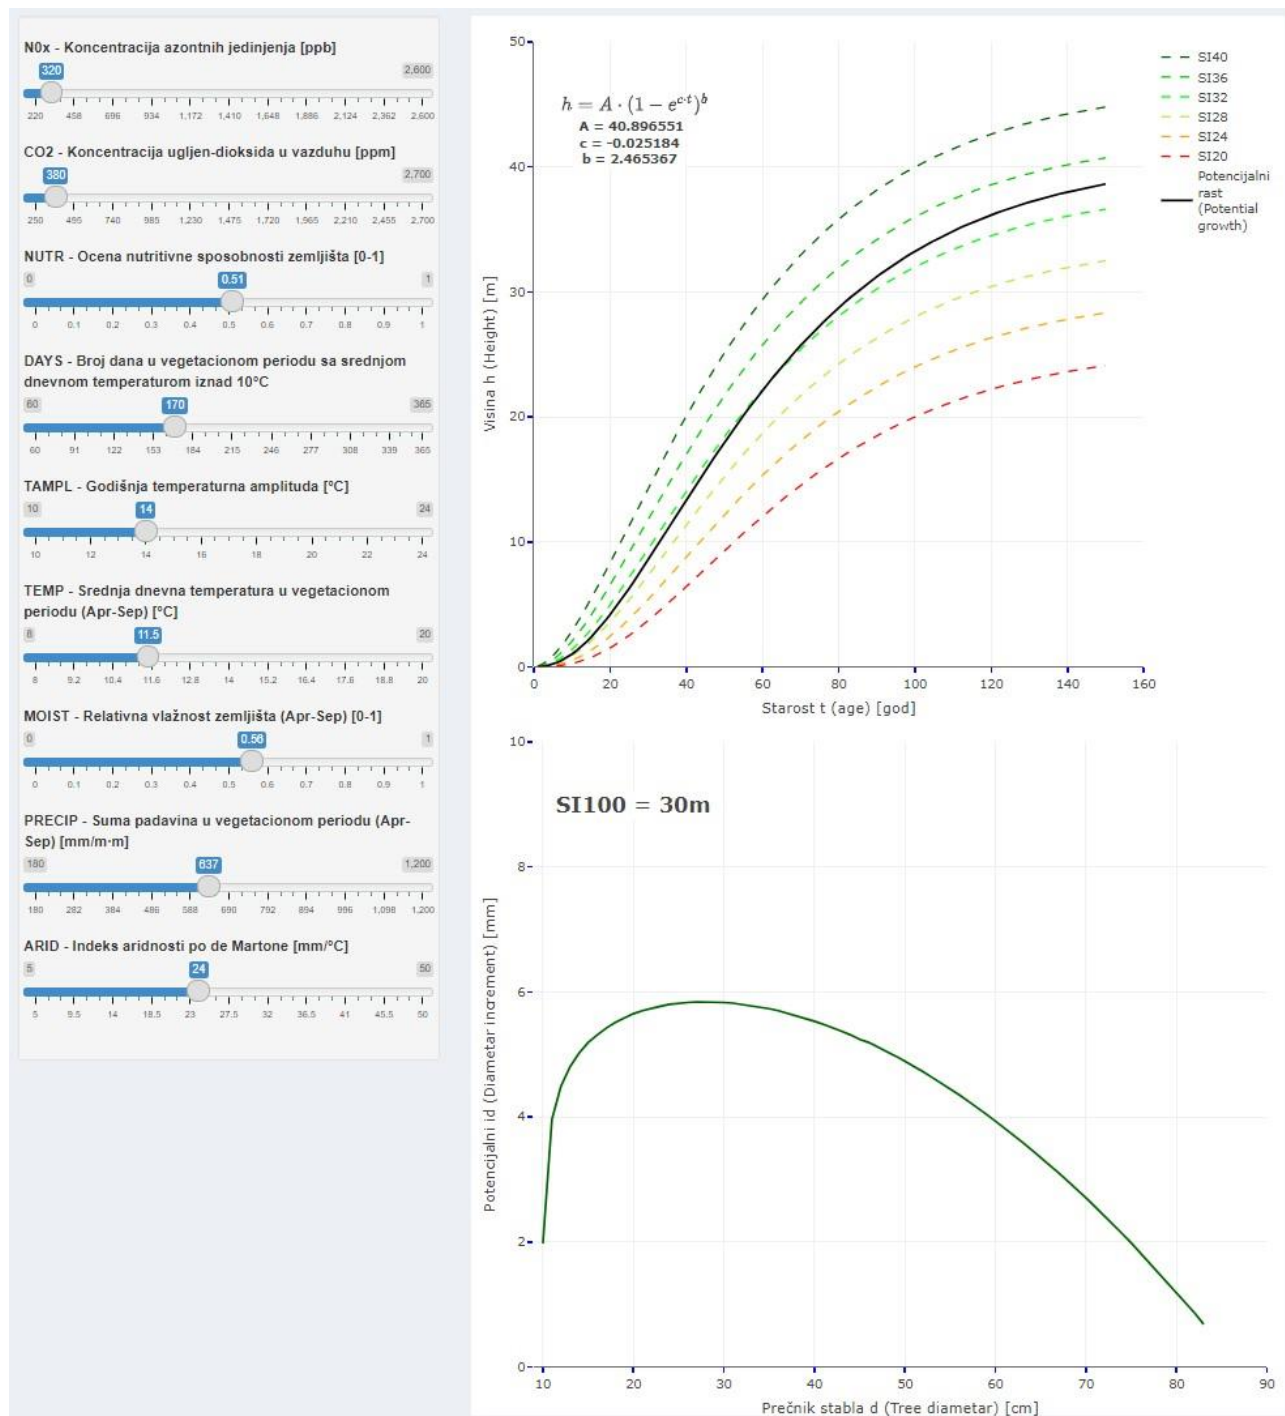 N0x - Koncentracija azontnih jedinjenja [ppb]
320
2,600
220 458 696 934 1,172 1,410 1,648 1,886 2,124 2,362 2,600
CO2 - Koncentracija ugljen-dioksida u vazduhu [ppm]
380
2,700
250 495 740 985 1,230 1,475 1,720 1,965 2,210 2,455 2,700
NUTR - Ocena nutritivne sposobnosti zemljišta [0-1]
0 0.51 1
0 0.1 0.2 0.3 0.4 0.5 0.6 0.7 0.8 0.9 1
DAYS - Broj dana u vegetacionom periodu sa srednjom
dnevnom temperaturom iznad 10°C
60 170 365
60 91 122 153 184 215 246 277 308 339 365
TAMPL - Godišnja temperaturna amplituda [°C]
10 14 24
10 12 14 16 18 20 22 24
TEMP - Srednja dnevna temperatura u vegetacionom
periodu (Apr-Sep) [°C]
8 11.5 20
8 9.2 10.4 11.6 12.8 14 15.2 16.4 17.6 18.8 20
MOIST - Relativna vlažnost zemljišta (Apr-Sep) [0-1]
0 0.56 1
0 0.1 0.2 0.3 0.4 0.5 0.6 0.7 0.8 0.9 1
PRECIP - Suma padavina u vegetacionom periodu (Apr-
Sep) [mm/m·m]
180 637 1,200
180 282 384 486 588 690 792 894 996 1,098 1,200
ARID - Indeks aridnosti po de Martone [mm/°C]
5 24 50
5 9.5 14 18.5 23 27.5 32 36.5 41 45.5 50
h = A · (1 − e^{c·t})^b
A = 40.896551
c = -0.025184
b = 2.465367
SI40
SI36
SI32
SI28
SI24
SI20
Potencijalni
rast
(Potential
growth)
Visina h (Height) [m]
50
40
30
20
10
0
0 20 40 60 80 100 120 140 160
Starost t (age) [god]
SI100 = 30m
Potencijalni id (Diametar increment) [mm]
10
8
6
4
2
0
10 20 30 40 50 60 70 80 90
Prečnik stabla d (Tree diametar) [cm]